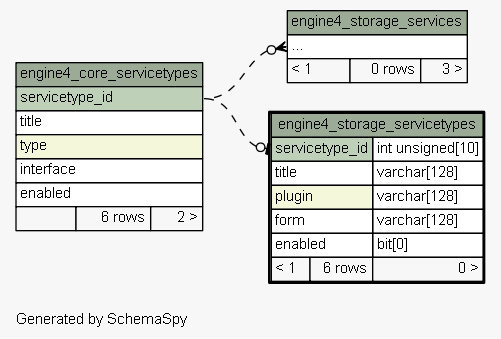 engine4_storage_services
...
< 1 0 rows 3 >
engine4_core_servicetypes
servicetype_id
title
type
interface
enabled
6 rows 2 >
engine4_storage_servicetypes
servicetype_id int unsigned[10]
title varchar[128]
plugin varchar[128]
form varchar[128]
enabled bit[0]
< 1 6 rows 0 >
Generated by SchemaSpy